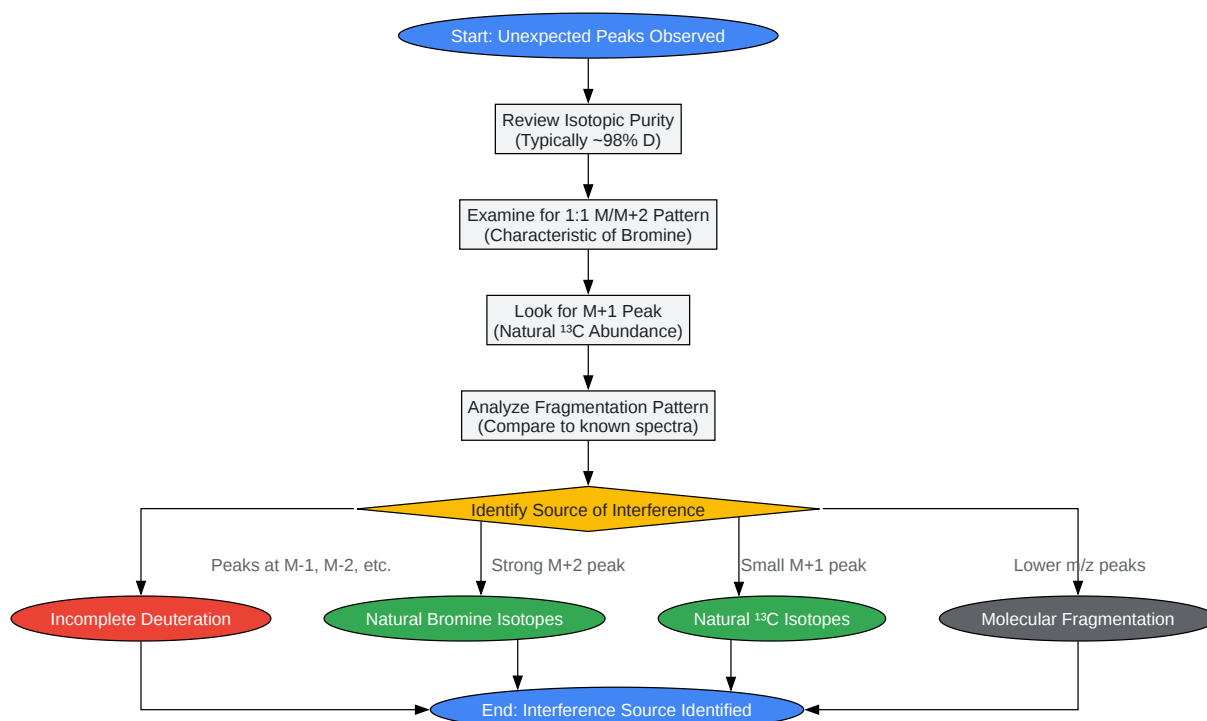 Start: Unexpected Peaks Observed
Review Isotopic Purity
(Typically ~98% D)
Examine for 1:1 M/M+2 Pattern
(Characteristic of Bromine)
Look for M+1 Peak
(Natural ¹³C Abundance)
Analyze Fragmentation Pattern
(Compare to known spectra)
Identify Source of Interference
Peaks at M-1, M-2, etc.
Strong M+2 peak
Small M+1 peak
Lower m/z peaks
Incomplete Deuteration
Natural Bromine Isotopes
Natural ¹³C Isotopes
Molecular Fragmentation
End: Interference Source Identified